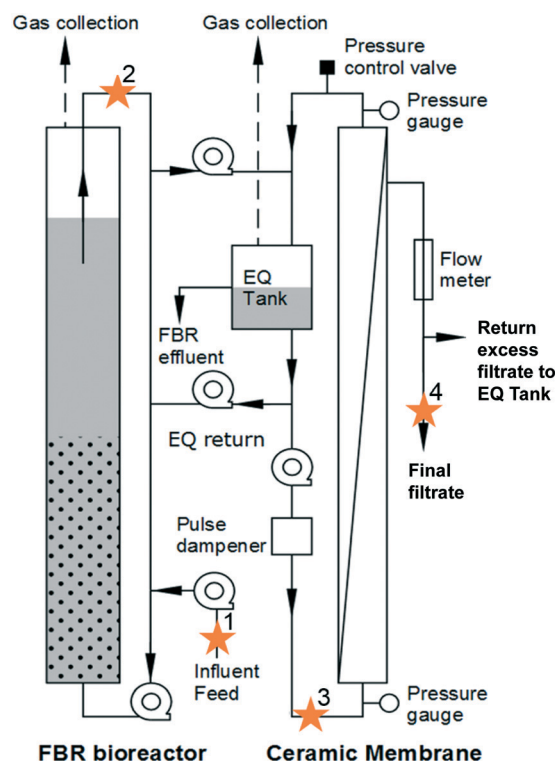 Gas collection
Gas collection
2
Pressure
control valve
Pressure
gauge
EQ
Tank
Flow
meter
FBR
effluent
Return
excess
filtrate to
EQ Tank
4
EQ return
Final
filtrate
Pulse
dampener
1
Influent
Feed
3
Pressure
gauge
FBR bioreactor
Ceramic Membrane